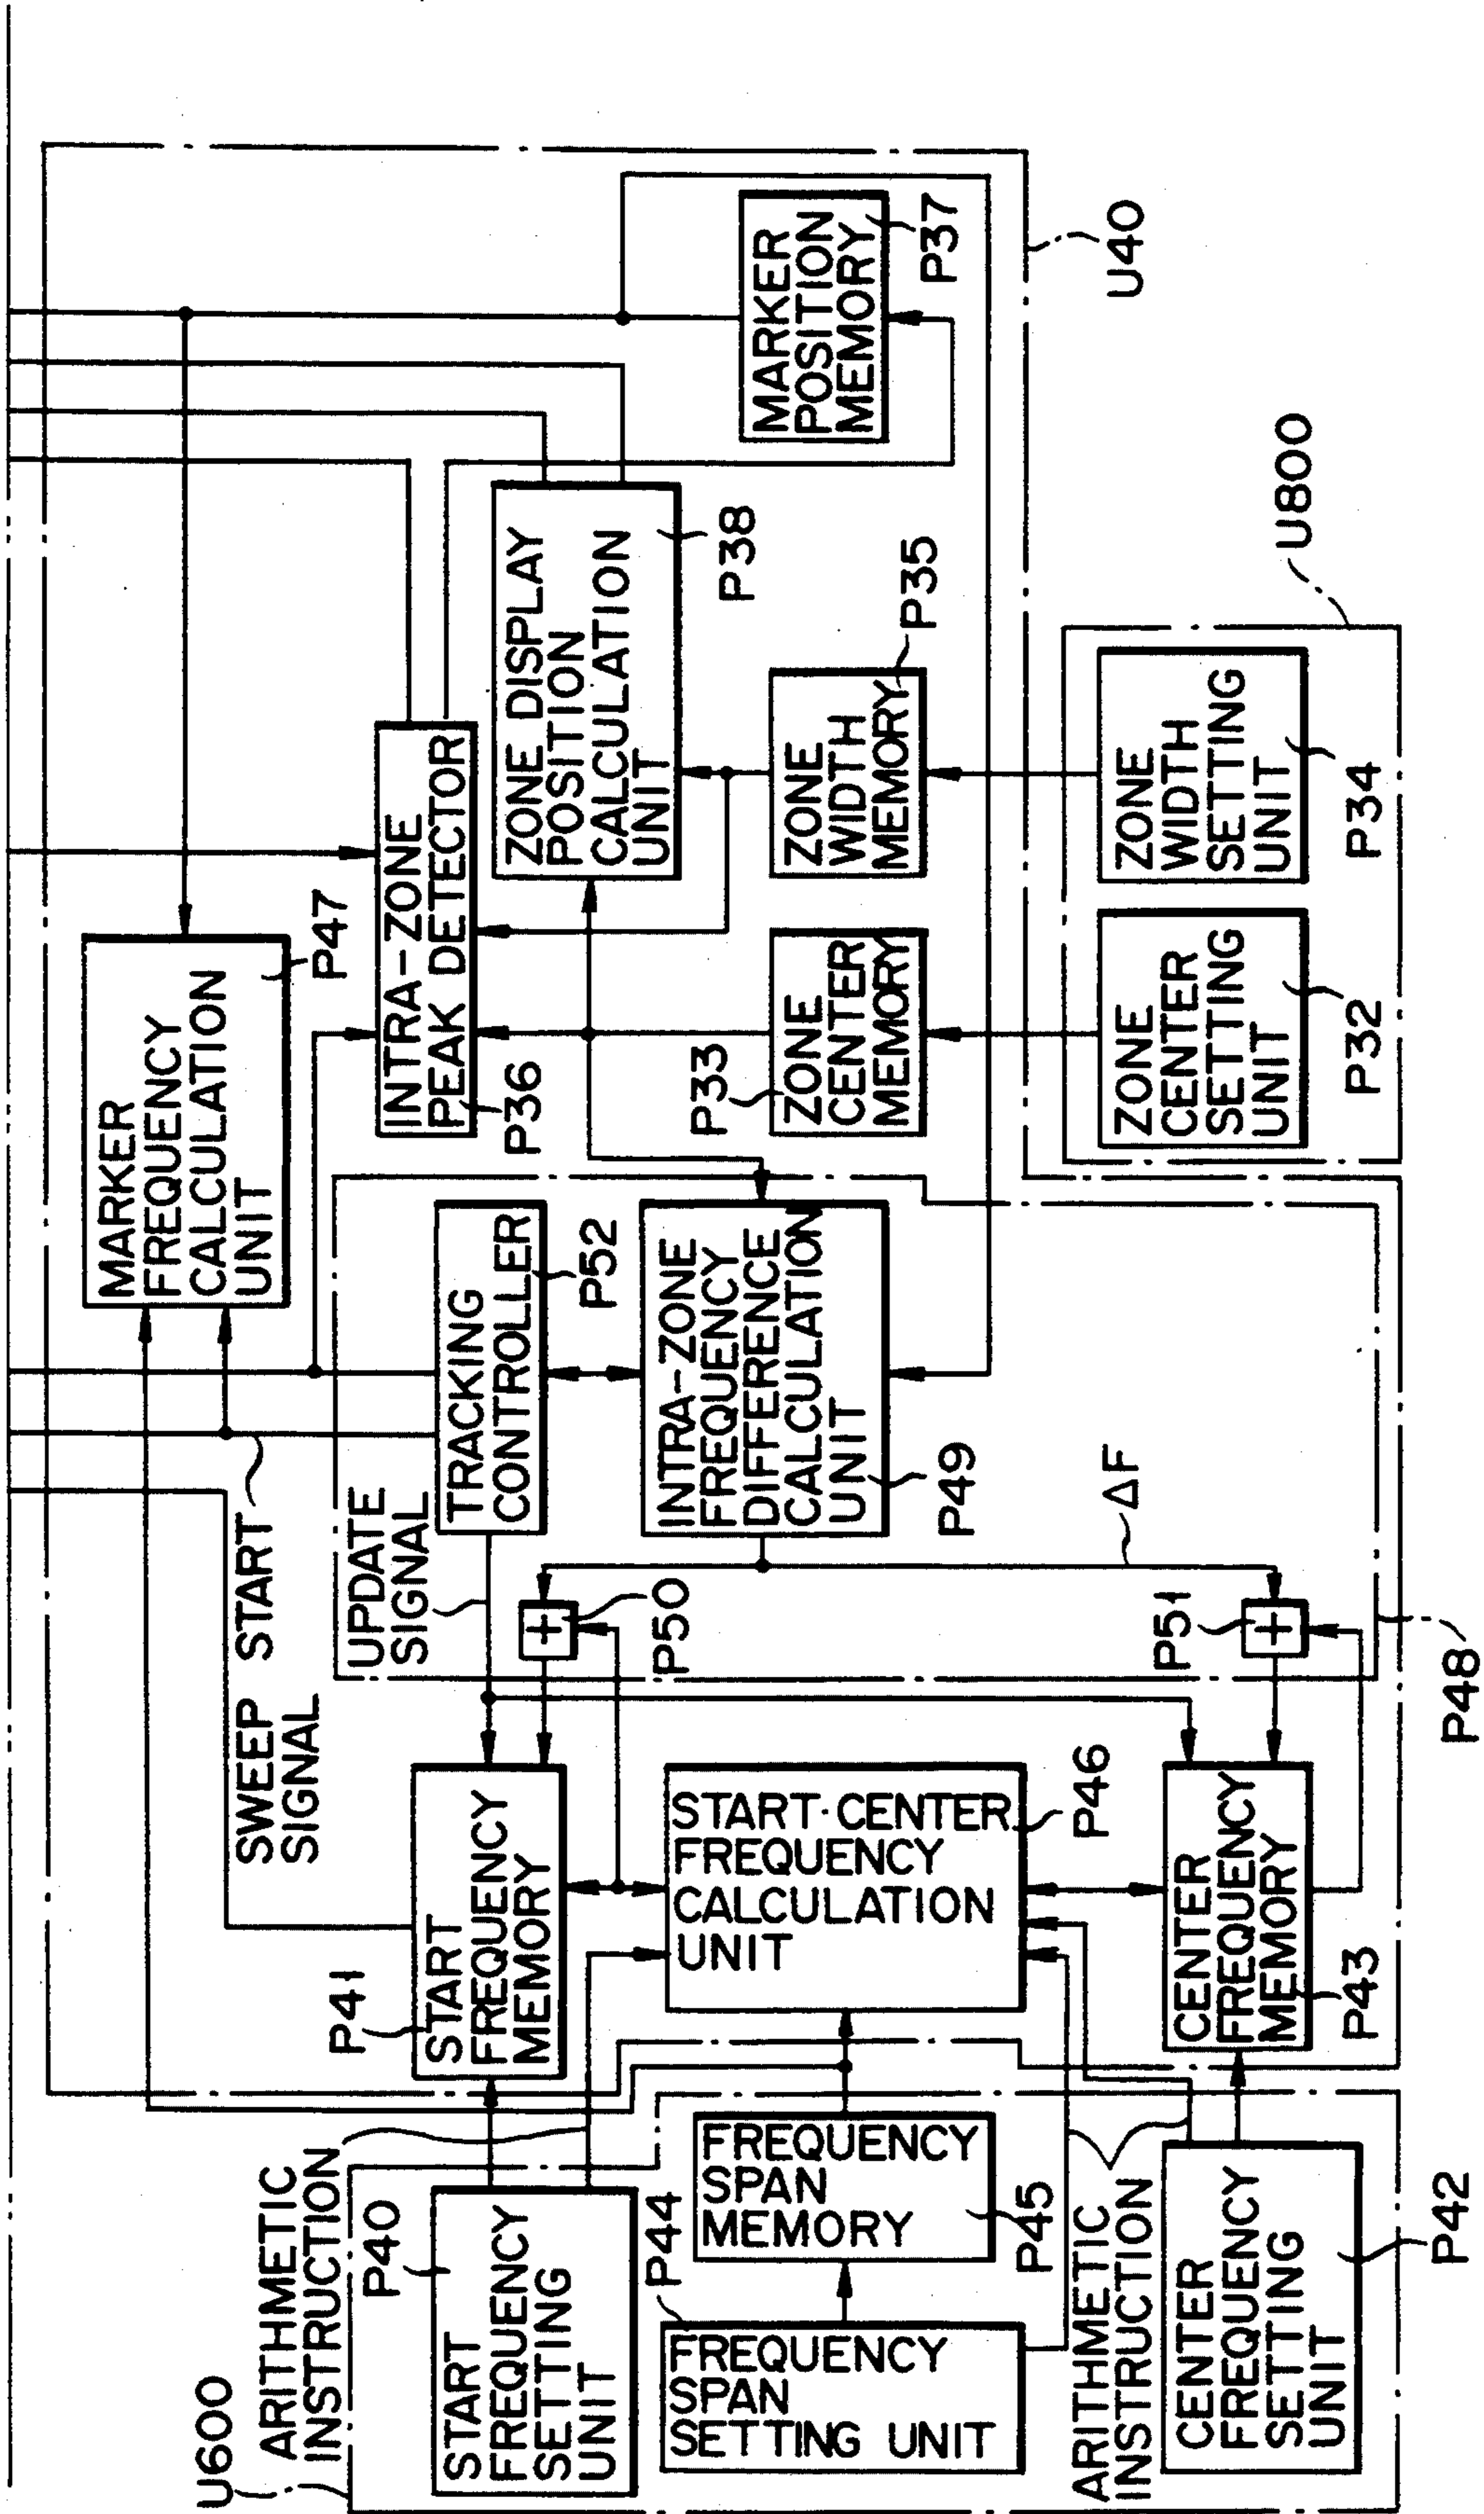 U600
ARITHMETIC
INSTRUCTION
P40
START
FREQUENCY
SETTING
UNIT
P44
FREQUENCY
SPAN
SETTING UNIT
FREQUENCY
SPAN
MEMORY
P45
ARITHMETIC
INSTRUCTION
CENTER
FREQUENCY
SETTING
UNIT
P42
SWEEP START
SIGNAL
P41
START
FREQUENCY
MEMORY
START·CENTER
FREQUENCY
CALCULATION
UNIT
P46
CENTER
FREQUENCY
MEMORY
P43
UPDATE
SIGNAL
P50
P51
P48
ΔF
TRACKING
CONTROLLER
P52
INTRA-ZONE
FREQUENCY
DIFFERENCE
CALCULATION
UNIT
P49
MARKER
FREQUENCY
CALCULATION
UNIT
P47
INTRA-ZONE
PEAK DETECTOR
P36
ZONE DISPLAY
POSITION
CALCULATION
UNIT
P38
P33
ZONE
CENTER
MEMORY
ZONE
WIDTH
MEMORY
P35
ZONE
CENTER
SETTING
UNIT
P32
ZONE
WIDTH
SETTING
UNIT
P34
U800
MARKER
POSITION
MEMORY
P37
U40
+
+